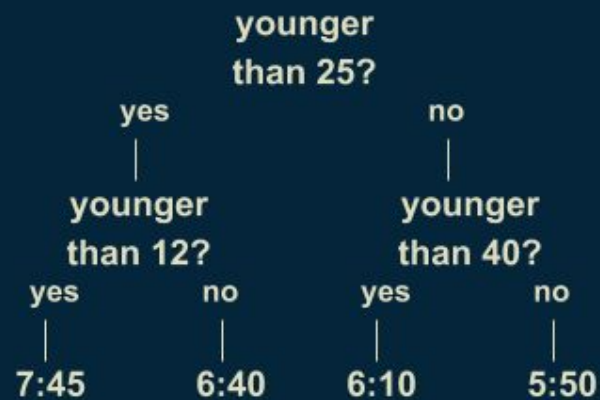 younger
than 25?
yes no
younger younger
than 12? than 40?
yes no yes no
7:45 6:40 6:10 5:50